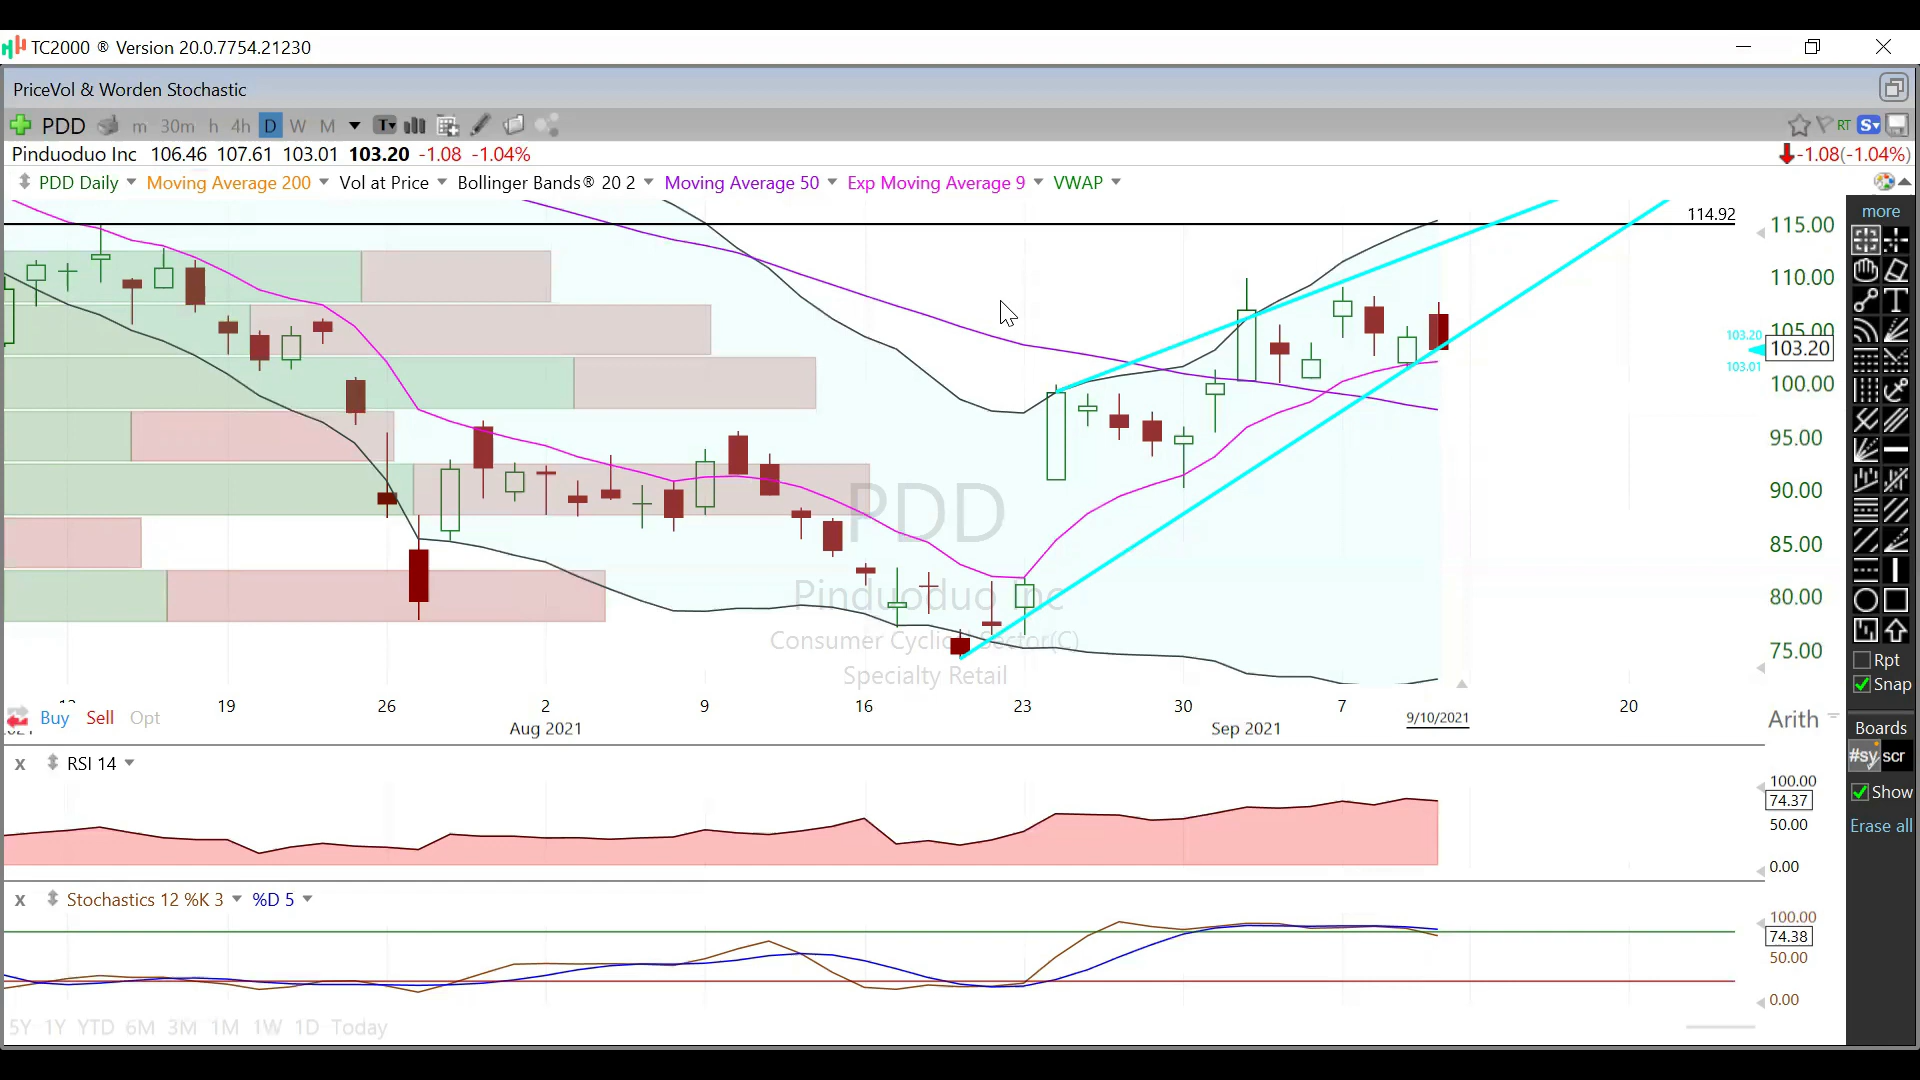 TC2000 ® Version 20.0.7754.21230
PriceVol & Worden Stochastic
PDD m 30m h 4h D W M T RT S
Pinduoduo Inc 106.46 107.61 103.01 103.20 -1.08 -1.04% -1.08(-1.04%)
PDD Daily Moving Average 200 Vol at Price Bollinger Bands® 20 2 Moving Average 50 Exp Moving Average 9 VWAP
more
114.92
115.00
110.00
105.00
103.20
103.20
103.01
100.00
95.00
90.00
85.00
80.00
75.00
PDD
Pinduoduo Inc
Specialty Retail
T
Rpt
Snap
19 26 2 9 16 23 30 7 20
Buy Sell Opt
Aug 2021 Sep 2021 9/10/2021
Arith
Boards
#sy scr
Show
Erase all
x RSI 14
100.00
74.37
50.00
0.00
x Stochastics 12 %K 3 %D 5
100.00
74.38
50.00
0.00
5Y 1Y YTD 6M 3M 1M 1W 1D Today